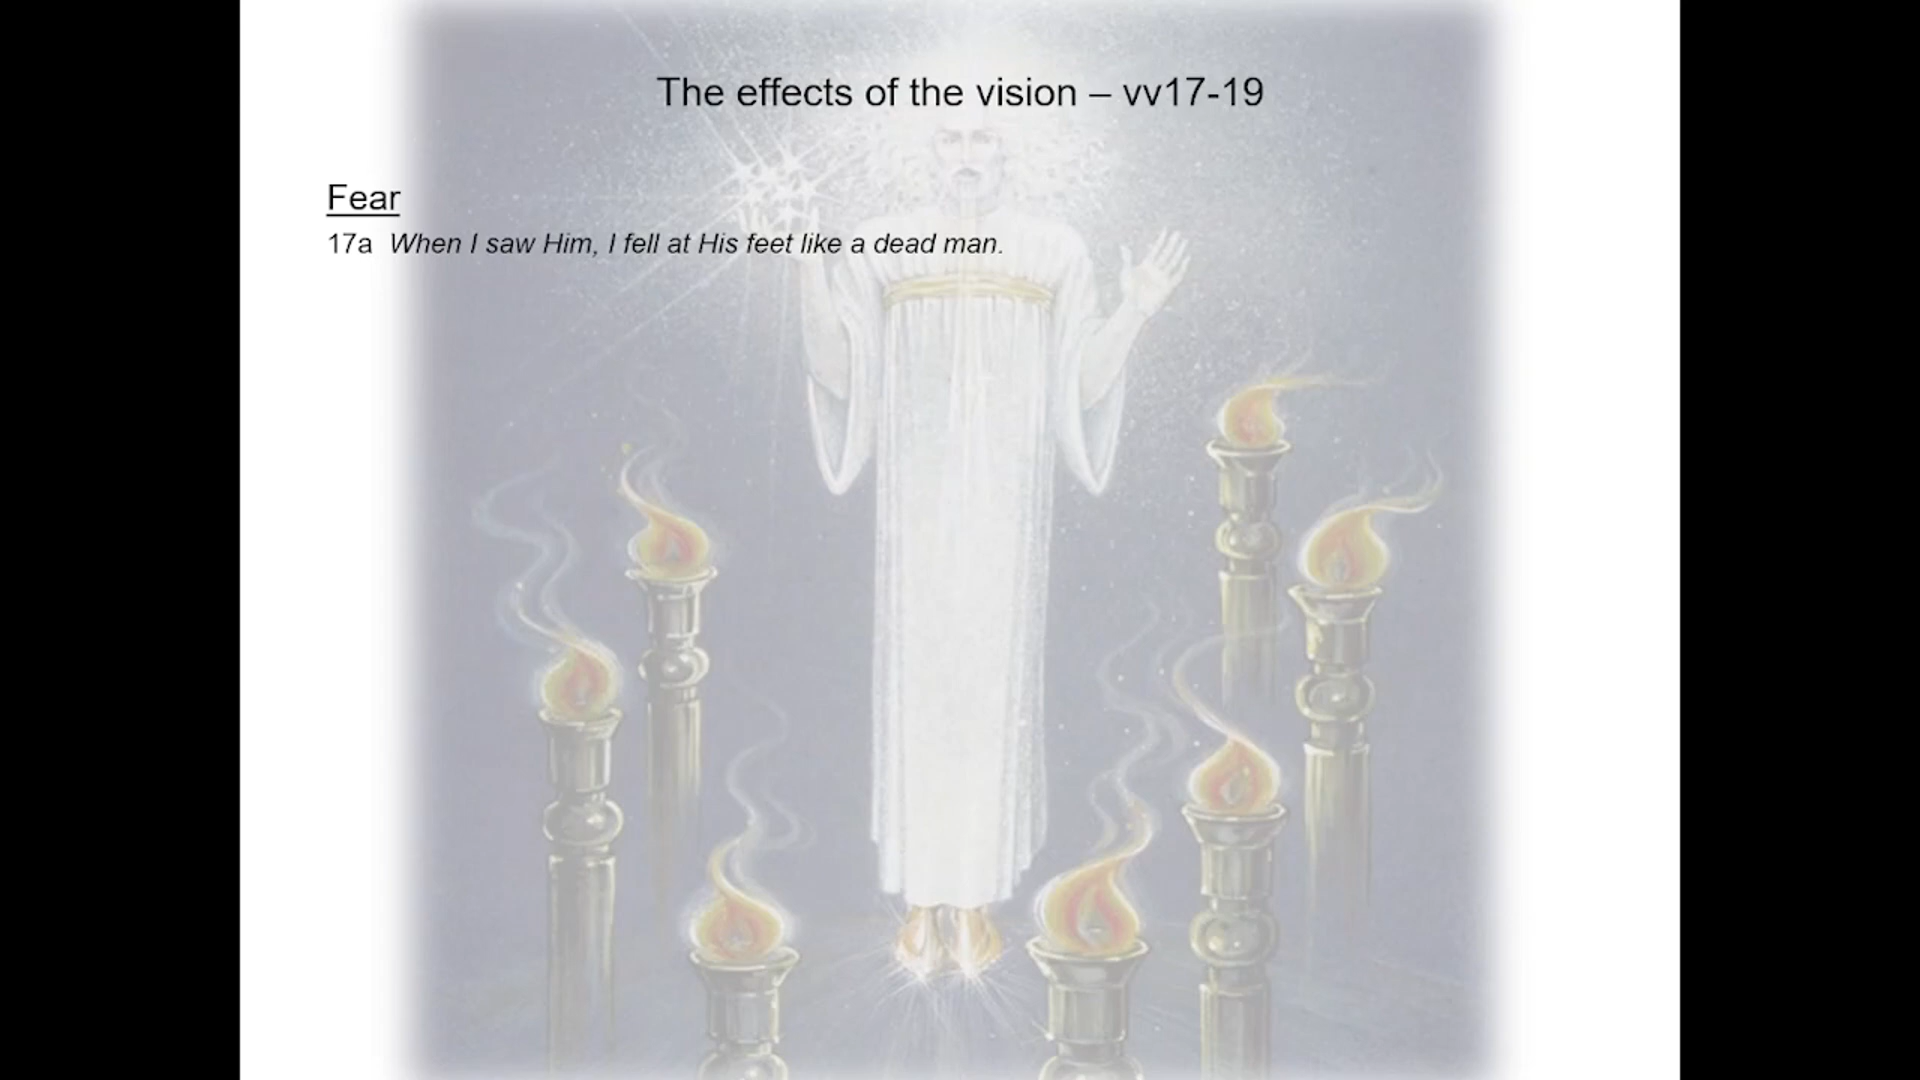 The effects of the vision – vv17-19
Fear
17a When I saw Him, I fell at His feet like a dead man.